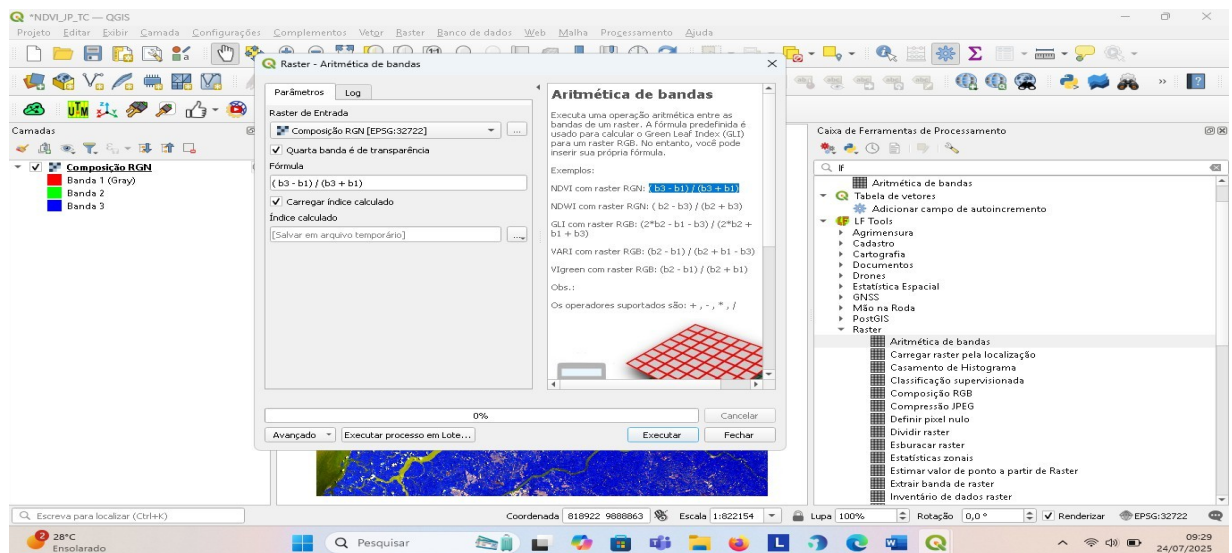 *NDVI_JP_TC — QGIS
Projeto Editar Exibir Camada Configurações Complementos Vetor Raster Banco de dados Web Malha Processamento Ajuda
Raster - Aritmética de bandas
Parâmetros Log
Raster de Entrada
Composição RGN [EPSG:32722]
Quarta banda é de transparência
Fórmula
( b3 - b1) / (b3 + b1)
Carregar índice calculado
Índice calculado
[Salvar em arquivo temporário]
Aritmética de bandas
Executa uma operação aritmética entre as
bandas de um raster. A fórmula predefinida é
usado para calcular o Green Leaf Index (GLI)
para um raster RGB. No entanto, você pode
inserir sua própria fórmula.
Exemplos:
NDVI com raster RGN: ( b3 - b1) / (b3 + b1)
NDWI com raster RGN: ( b2 - b3) / (b2 + b3)
GLI com raster RGB: (2*b2 - b1 - b3) / (2*b2 +
b1 + b3)
VARI com raster RGB: (b2 - b1) / (b2 + b1 - b3)
VIgreen com raster RGB: (b2 - b1) / (b2 + b1)
Obs.:
Os operadores suportados são: + , - , * , /
0%
Cancelar
Avançado
Executar processo em Lote...
Executar
Fechar
Camadas
Composição RGN
Banda 1 (Gray)
Banda 2
Banda 3
Caixa de Ferramentas de Processamento
lf
Aritmética de bandas
Tabela de vetores
Adicionar campo de autoincremento
LF Tools
Agrimensura
Cadastro
Cartografia
Documentos
Drones
Estatística Espacial
GNSS
Mão na Roda
PostGIS
Raster
Aritmética de bandas
Carregar raster pela localização
Casamento de Histograma
Classificação supervisionada
Composição RGB
Compressão JPEG
Definir pixel nulo
Dividir raster
Esburacar raster
Estatísticas zonais
Estimar valor de ponto a partir de Raster
Extrair banda de raster
Inventário de dados raster
Escreva para localizar (Ctrl+K)
Coordenada 818922 9888863 Escala 1:822154 Lupa 100% Rotação 0,0 ° Renderizar EPSG:32722
2
28°C
Ensolarado
Pesquisar
09:29
24/07/2025